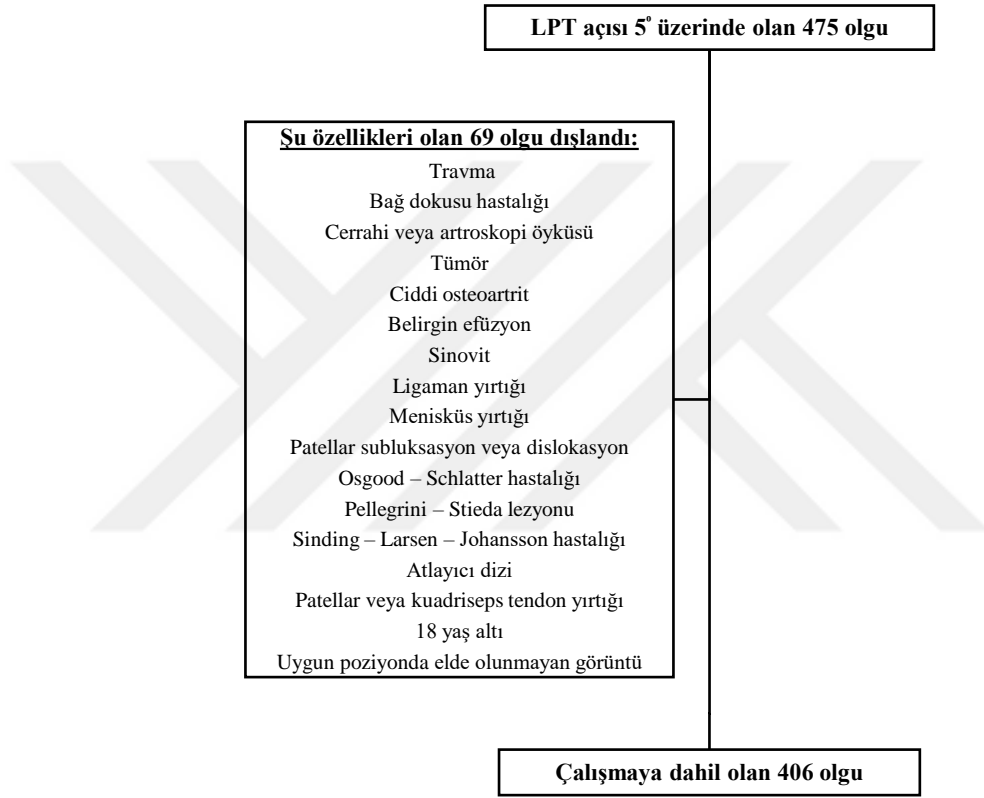 LPT açısı 5º üzerinde olan 475 olgu
Şu özellikleri olan 69 olgu dışlandı:
Travma
Bağ dokusu hastalığı
Cerrahi veya artroskopi öyküsü
Tümör
Ciddi osteoartrit
Belirgin efüzyon
Sinovit
Ligaman yırtığı
Menisküs yırtığı
Patellar subluksasyon veya dislokasyon
Osgood – Schlatter hastalığı
Pellegrini – Stieda lezyonu
Sinding – Larsen – Johansson hastalığı
Atlayıcı dizi
Patellar veya kuadriseps tendon yırtığı
18 yaş altı
Uygun poziyonda elde olunmayan görüntü
Çalışmaya dahil olan 406 olgu